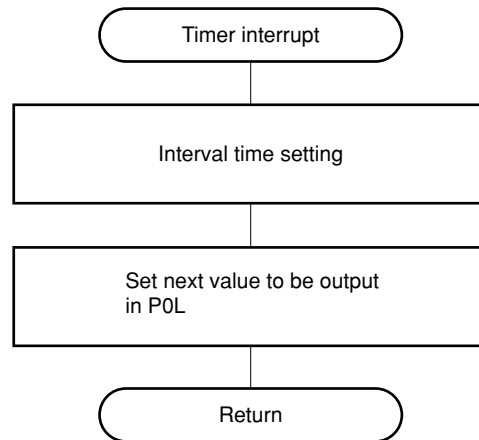 Timer interrupt
Interval time setting
Set next value to be output
in P0L
Return